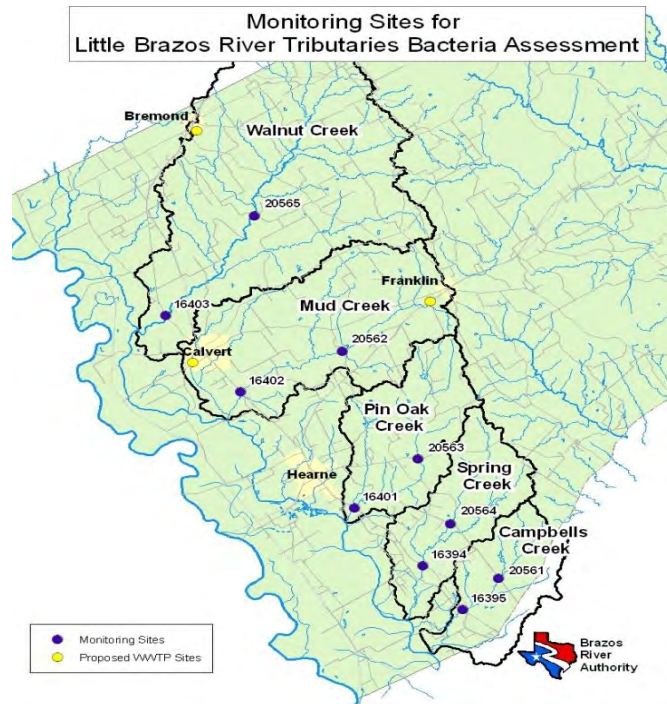 Monitoring Sites for
Little Brazos River Tributaries Bacteria Assessment
Bremond
Walnut Creek
20565
Franklin
16403
Mud Creek
20562
Calvert
16402
Pin Oak
Creek
20563
Hearne
Spring
Creek
16401
20564
Campbells
Creek
16394
20561
16395
Monitoring Sites
Proposed WWTP Sites
Brazos
River
Authority